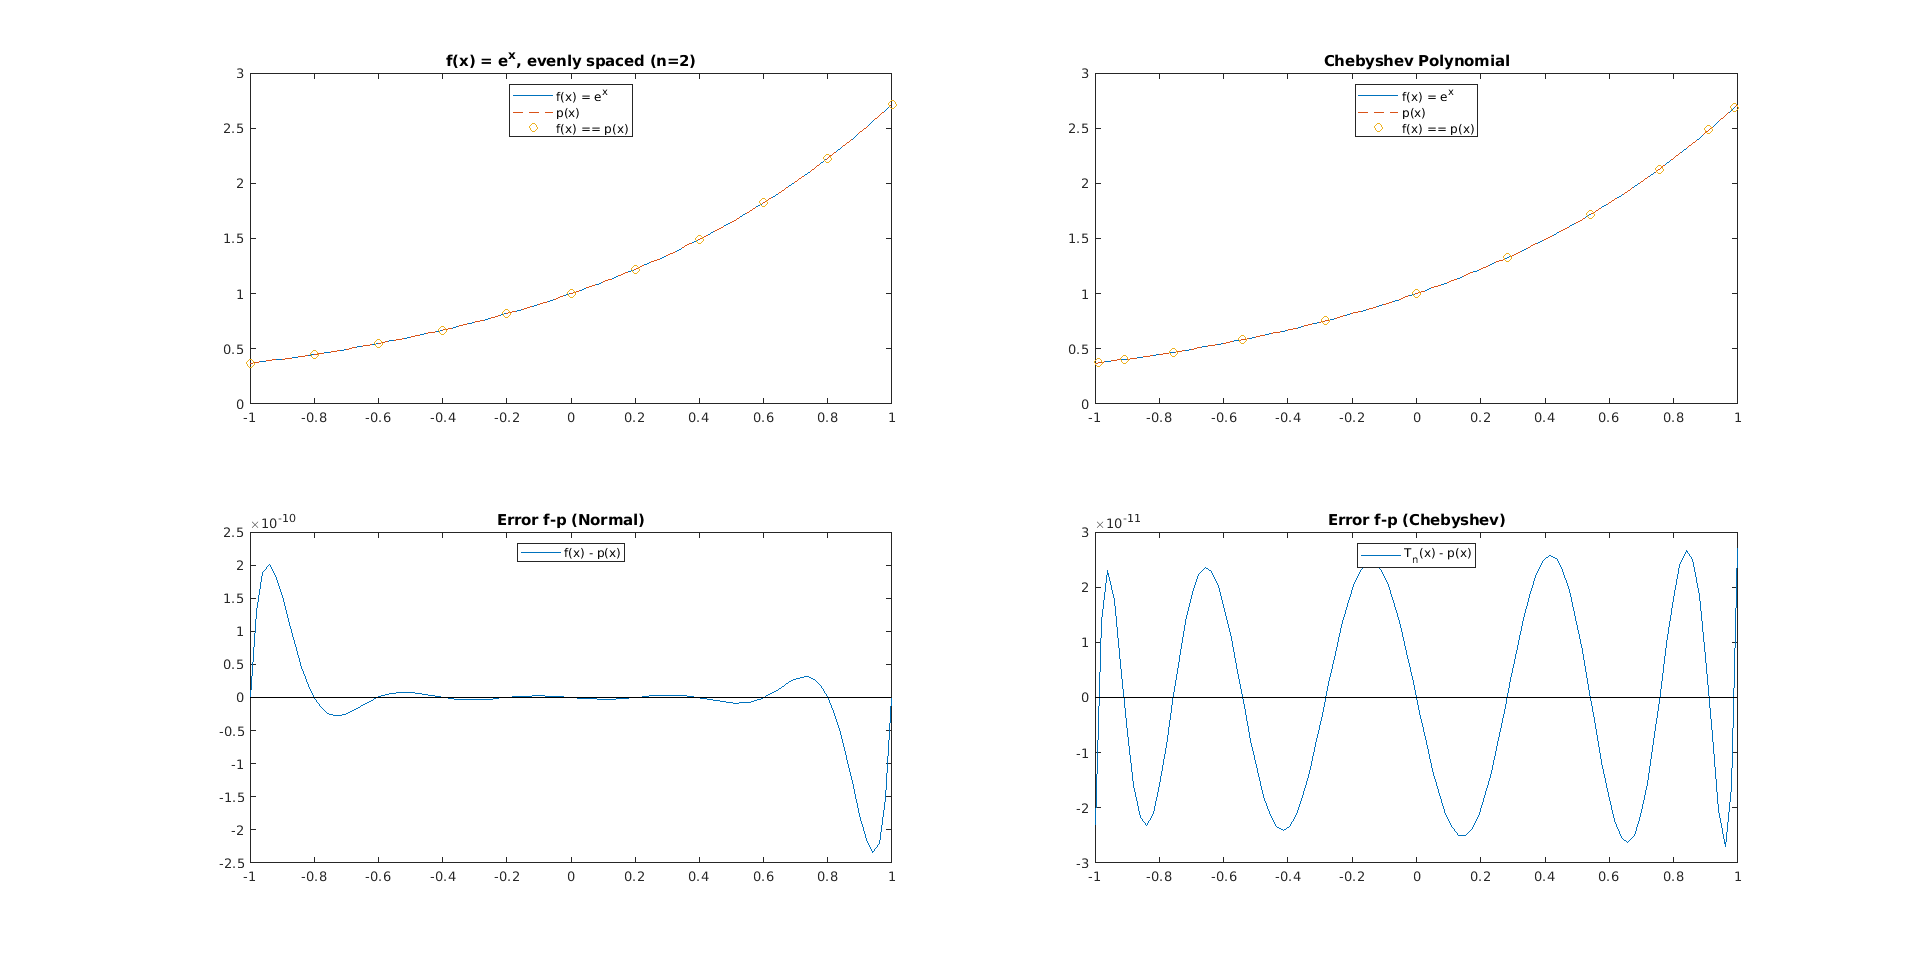 f(x) = e^x, evenly spaced (n=2)
3
2.5
2
1.5
1
0.5
0
-1 -0.8 -0.6 -0.4 -0.2 0 0.2 0.4 0.6 0.8 1
f(x) = e^x
p(x)
f(x) == p(x)
Chebyshev Polynomial
3
2.5
2
1.5
1
0.5
0
-1 -0.8 -0.6 -0.4 -0.2 0 0.2 0.4 0.6 0.8 1
f(x) = e^x
p(x)
f(x) == p(x)
Error f-p (Normal)
×10^-10
2.5
2
1.5
1
0.5
0
-0.5
-1
-1.5
-2
-2.5
-1 -0.8 -0.6 -0.4 -0.2 0 0.2 0.4 0.6 0.8 1
f(x) - p(x)
Error f-p (Chebyshev)
×10^-11
3
2
1
0
-1
-2
-3
-1 -0.8 -0.6 -0.4 -0.2 0 0.2 0.4 0.6 0.8 1
T_n(x) - p(x)